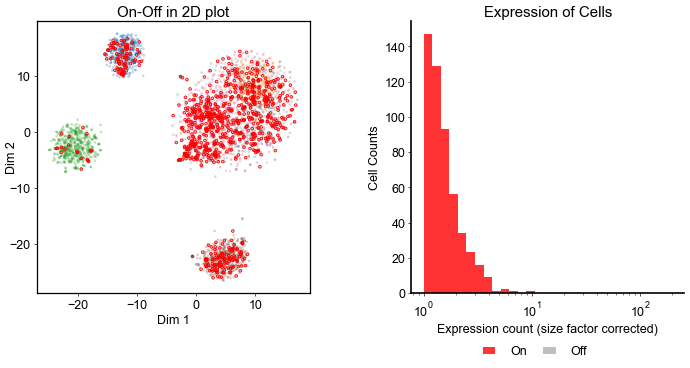 On-Off in 2D plot
10
0
−10
−20
Dim 2
−20
−10
0
10
Dim 1
Expression of Cells
140
120
100
80
60
40
20
0
Cell Counts
10^0
10^1
10^2
Expression count (size factor corrected)
On
Off